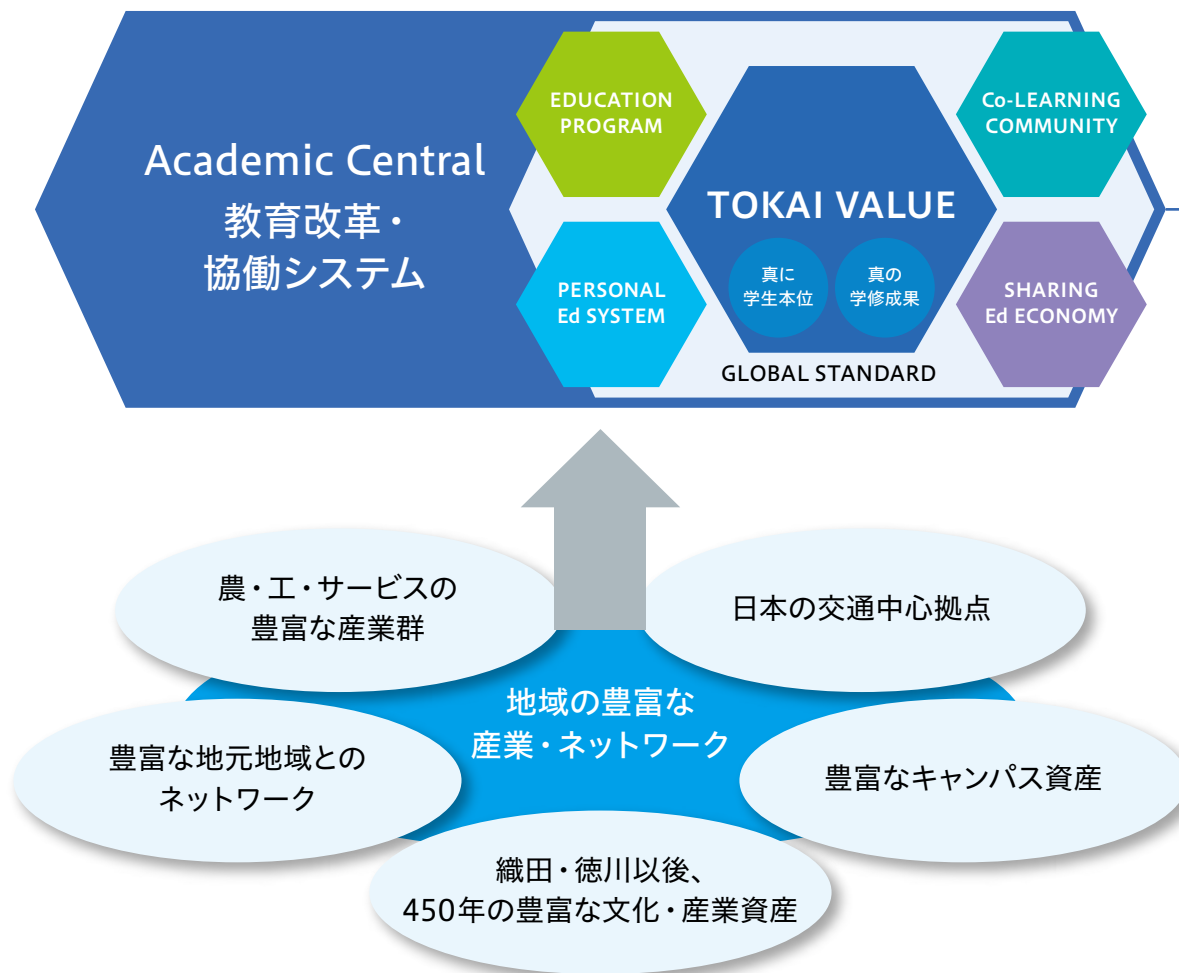 Academic Central
教育改革・
協働システム
EDUCATION
PROGRAM
Co-LEARNING
COMMUNITY
TOKAI VALUE
真に
学生本位
真の
学修成果
PERSONAL
Ed SYSTEM
SHARING
Ed ECONOMY
GLOBAL STANDARD
農・工・サービスの
豊富な産業群
日本の交通中心拠点
地域の豊富な
産業・ネットワーク
豊富な地元地域との
ネットワーク
豊富なキャンパス資産
織田・徳川以後、
450年の豊富な文化・産業資産